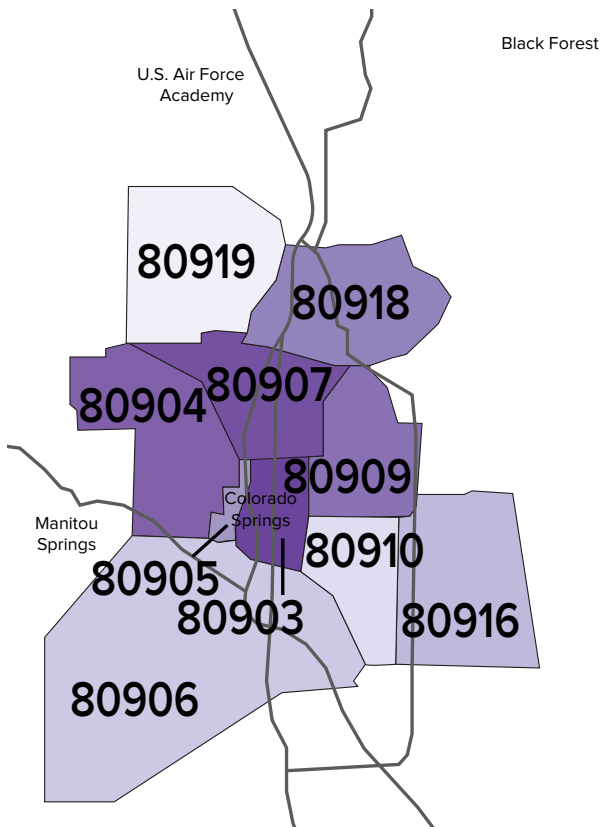 Black Forest
U.S. Air Force
Academy
80919
80918
80907
80904
80909
Colorado
Springs
Manitou
Springs
80910
80905
80903
80916
80906